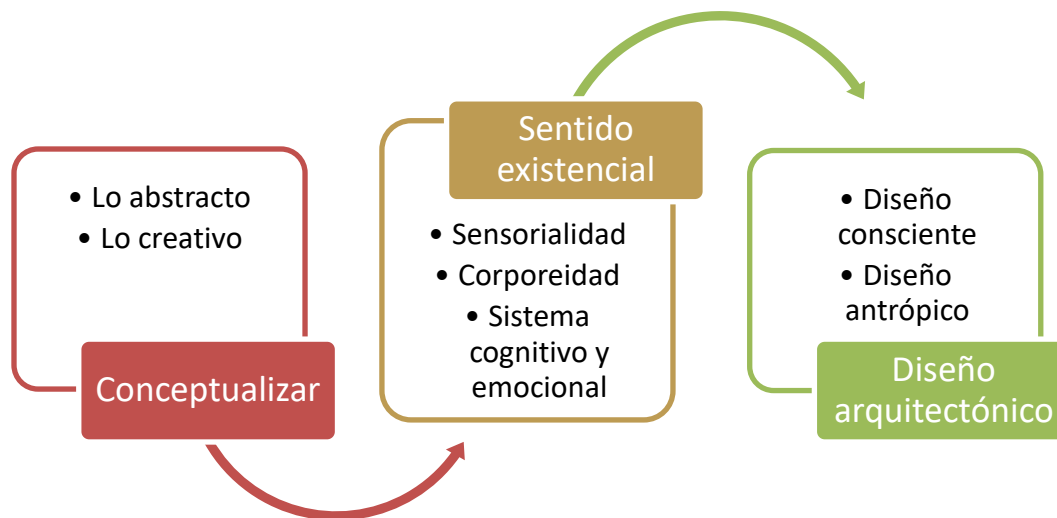 • Lo abstracto
• Lo creativo
Conceptualizar
Sentido
existencial
• Sensorialidad
• Corporeidad
• Sistema
cognitivo y
emocional
• Diseño
consciente
• Diseño
antrópico
Diseño
arquitectónico